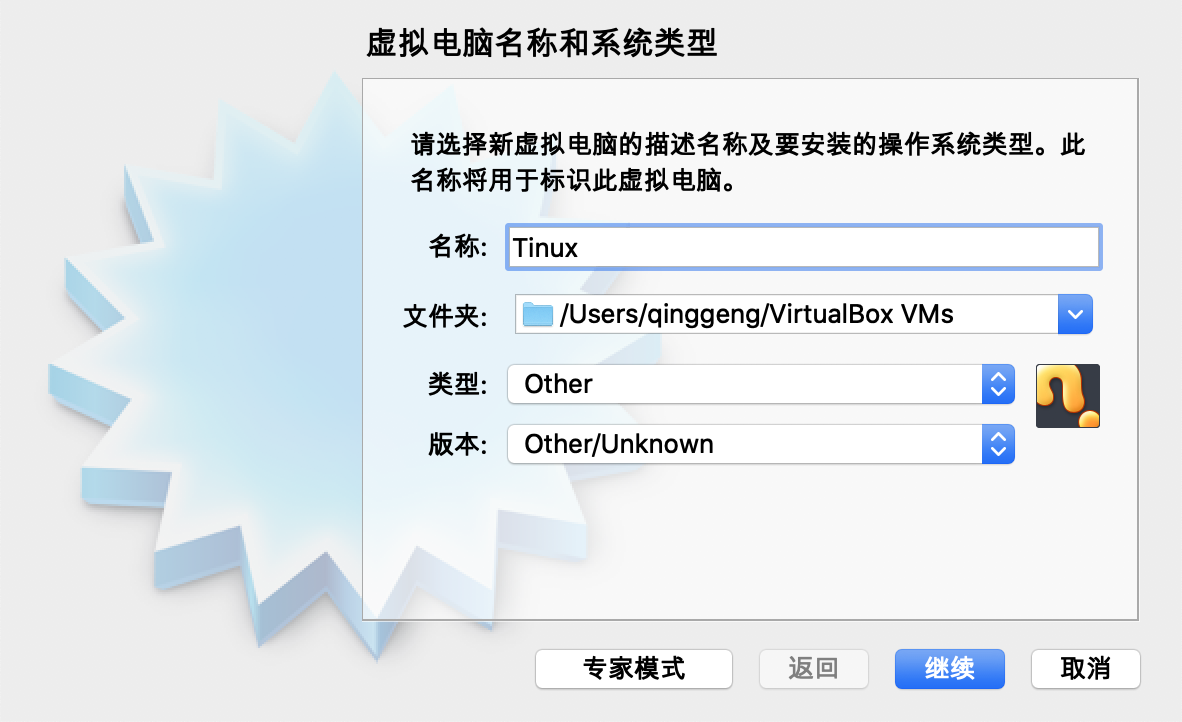 虚拟电脑名称和系统类型
请选择新虚拟电脑的描述名称及要安装的操作系统类型。此
名称将用于标识此虚拟电脑。
名称: Tinux
文件夹: /Users/qinggeng/VirtualBox VMs
类型: Other
版本: Other/Unknown
专家模式 返回 继续 取消